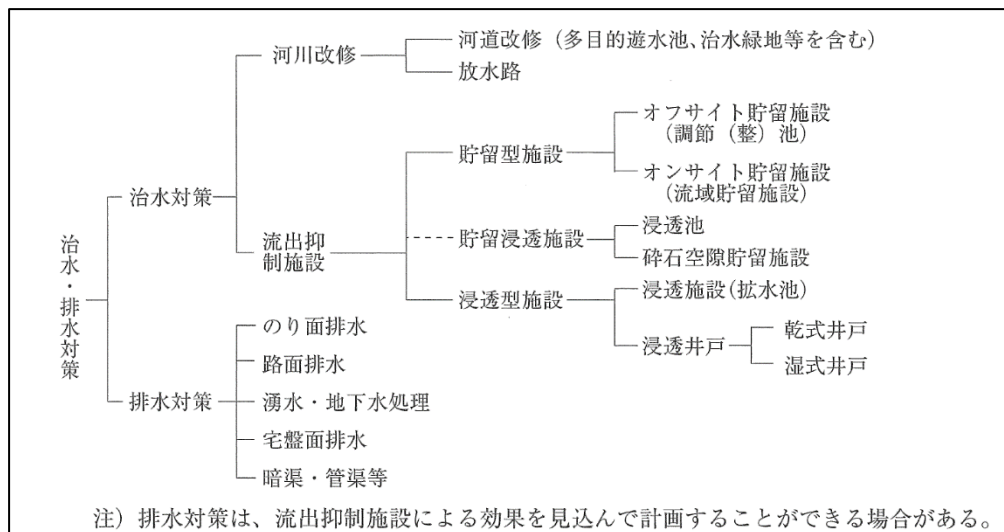 治水・排水対策
治水対策
河川改修
河道改修（多目的遊水池、治水緑地等を含む）
放水路
流出抑
制施設
貯留型施設
オフサイト貯留施設
（調節（整）池）
オンサイト貯留施設
（流域貯留施設）
貯留浸透施設
浸透池
砕石空隙貯留施設
浸透型施設
浸透施設（拡水池）
浸透井戸
乾式井戸
湿式井戸
排水対策
のり面排水
路面排水
湧水・地下水処理
宅盤面排水
暗渠・管渠等
注）排水対策は、流出抑制施設による効果を見込んで計画することができる場合がある。